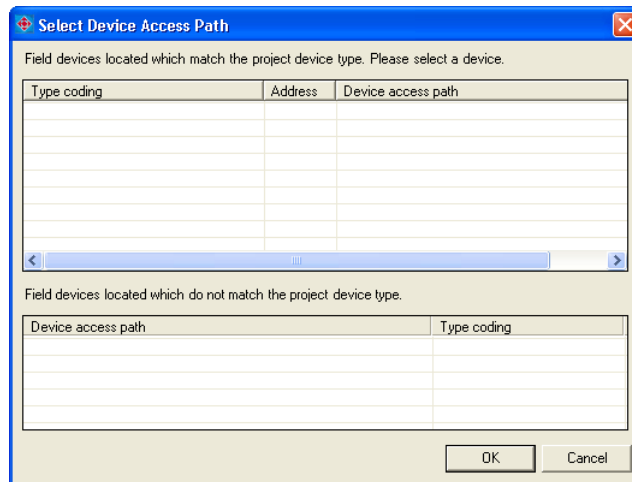 Select Device Access Path
Field devices located which match the project device type. Please select a device.
Type coding Address Device access path
Field devices located which do not match the project device type.
Device access path Type coding
OK Cancel